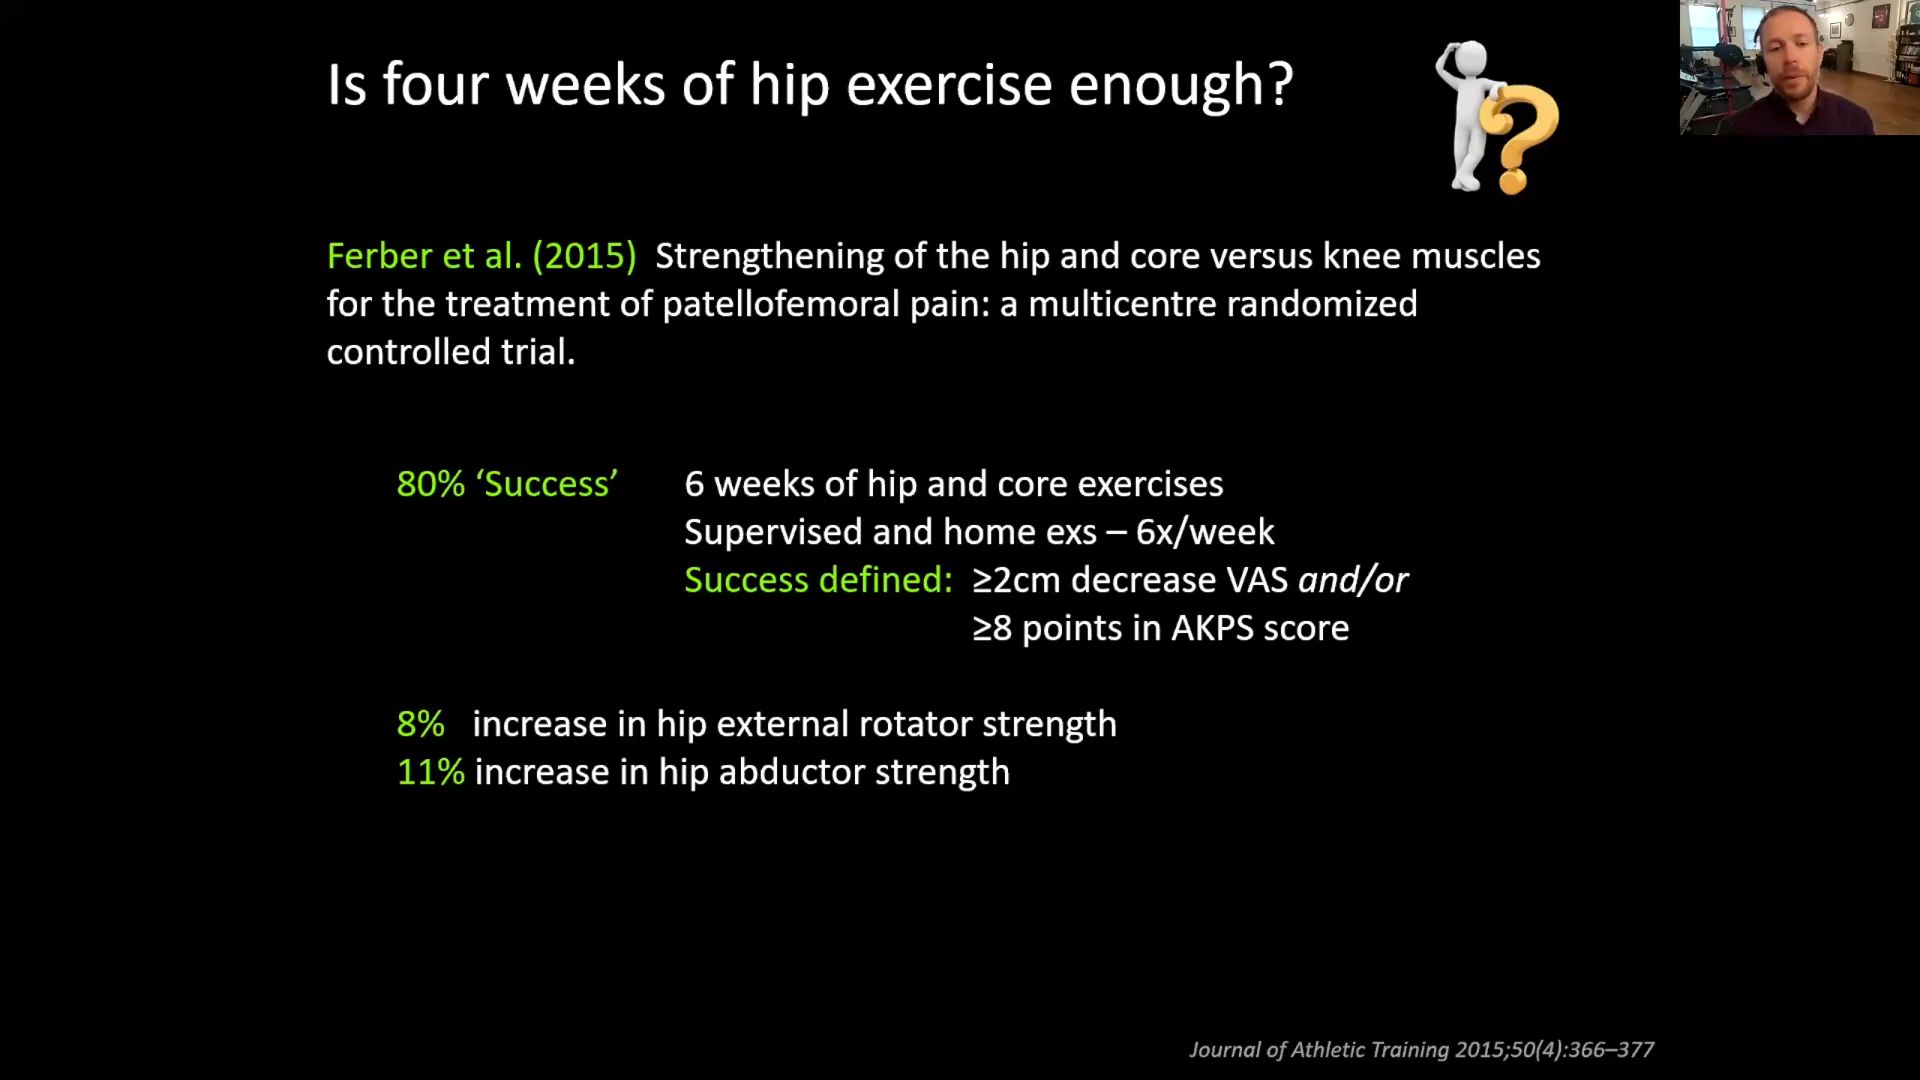 Is four weeks of hip exercise enough?
Ferber et al. (2015) Strengthening of the hip and core versus knee muscles
for the treatment of patellofemoral pain: a multicentre randomized
controlled trial.
80% ‘Success’ 6 weeks of hip and core exercises
Supervised and home exs – 6x/week
Success defined: ≥2cm decrease VAS and/or
≥8 points in AKPS score
8% increase in hip external rotator strength
11% increase in hip abductor strength
Journal of Athletic Training 2015;50(4):366–377